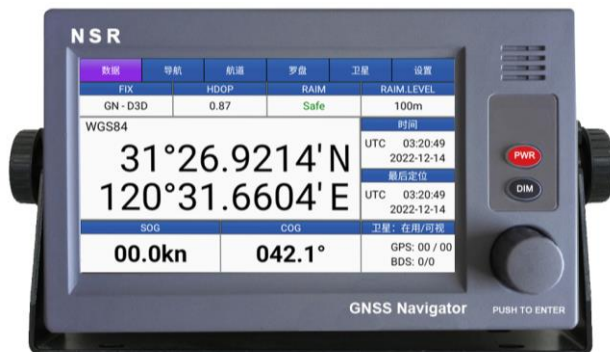 NSR
数据 导航 航道 罗盘 卫星 设置
FIX HDOP RAIM RAIM.LEVEL
GN - D3D 0.87 Safe 100m
WGS84
31°26.9214' N
120°31.6604' E
时间
UTC 03:20:49
2022-12-14
最后定位
UTC 03:20:49
2022-12-14
SOG COG 卫星：在用/可视
00.0kn 042.1° GPS: 00 / 00
BDS: 0/0
PWR
DIM
GNSS Navigator PUSH TO ENTER